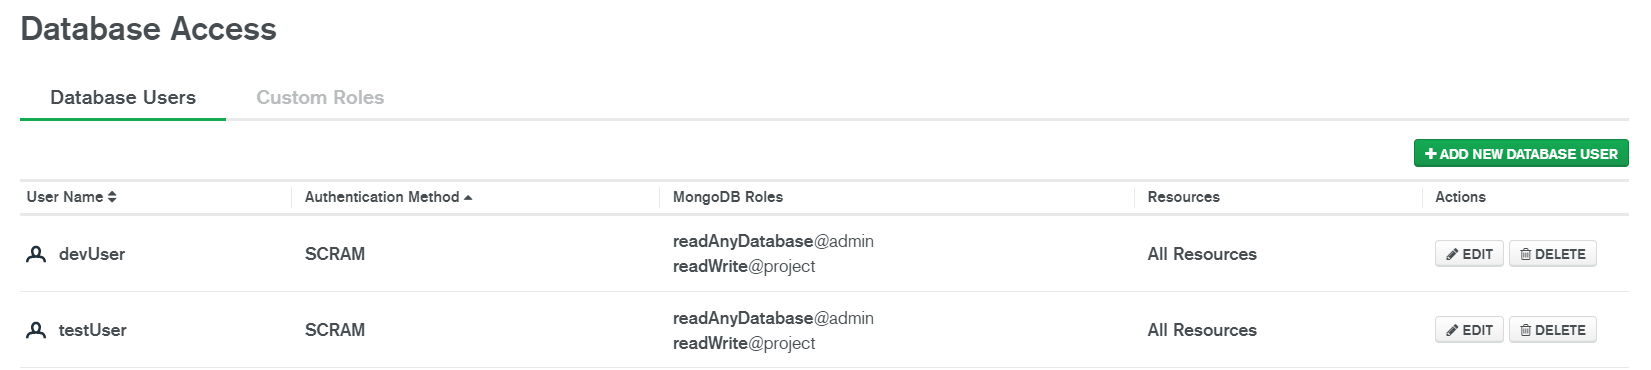 Database Access
Database Users Custom Roles
ADD NEW DATABASE USER
User Name Authentication Method MongoDB Roles Resources Actions
devUser SCRAM readAnyDatabase@admin All Resources EDIT DELETE
readWrite@project
testUser SCRAM readAnyDatabase@admin All Resources EDIT DELETE
readWrite@project